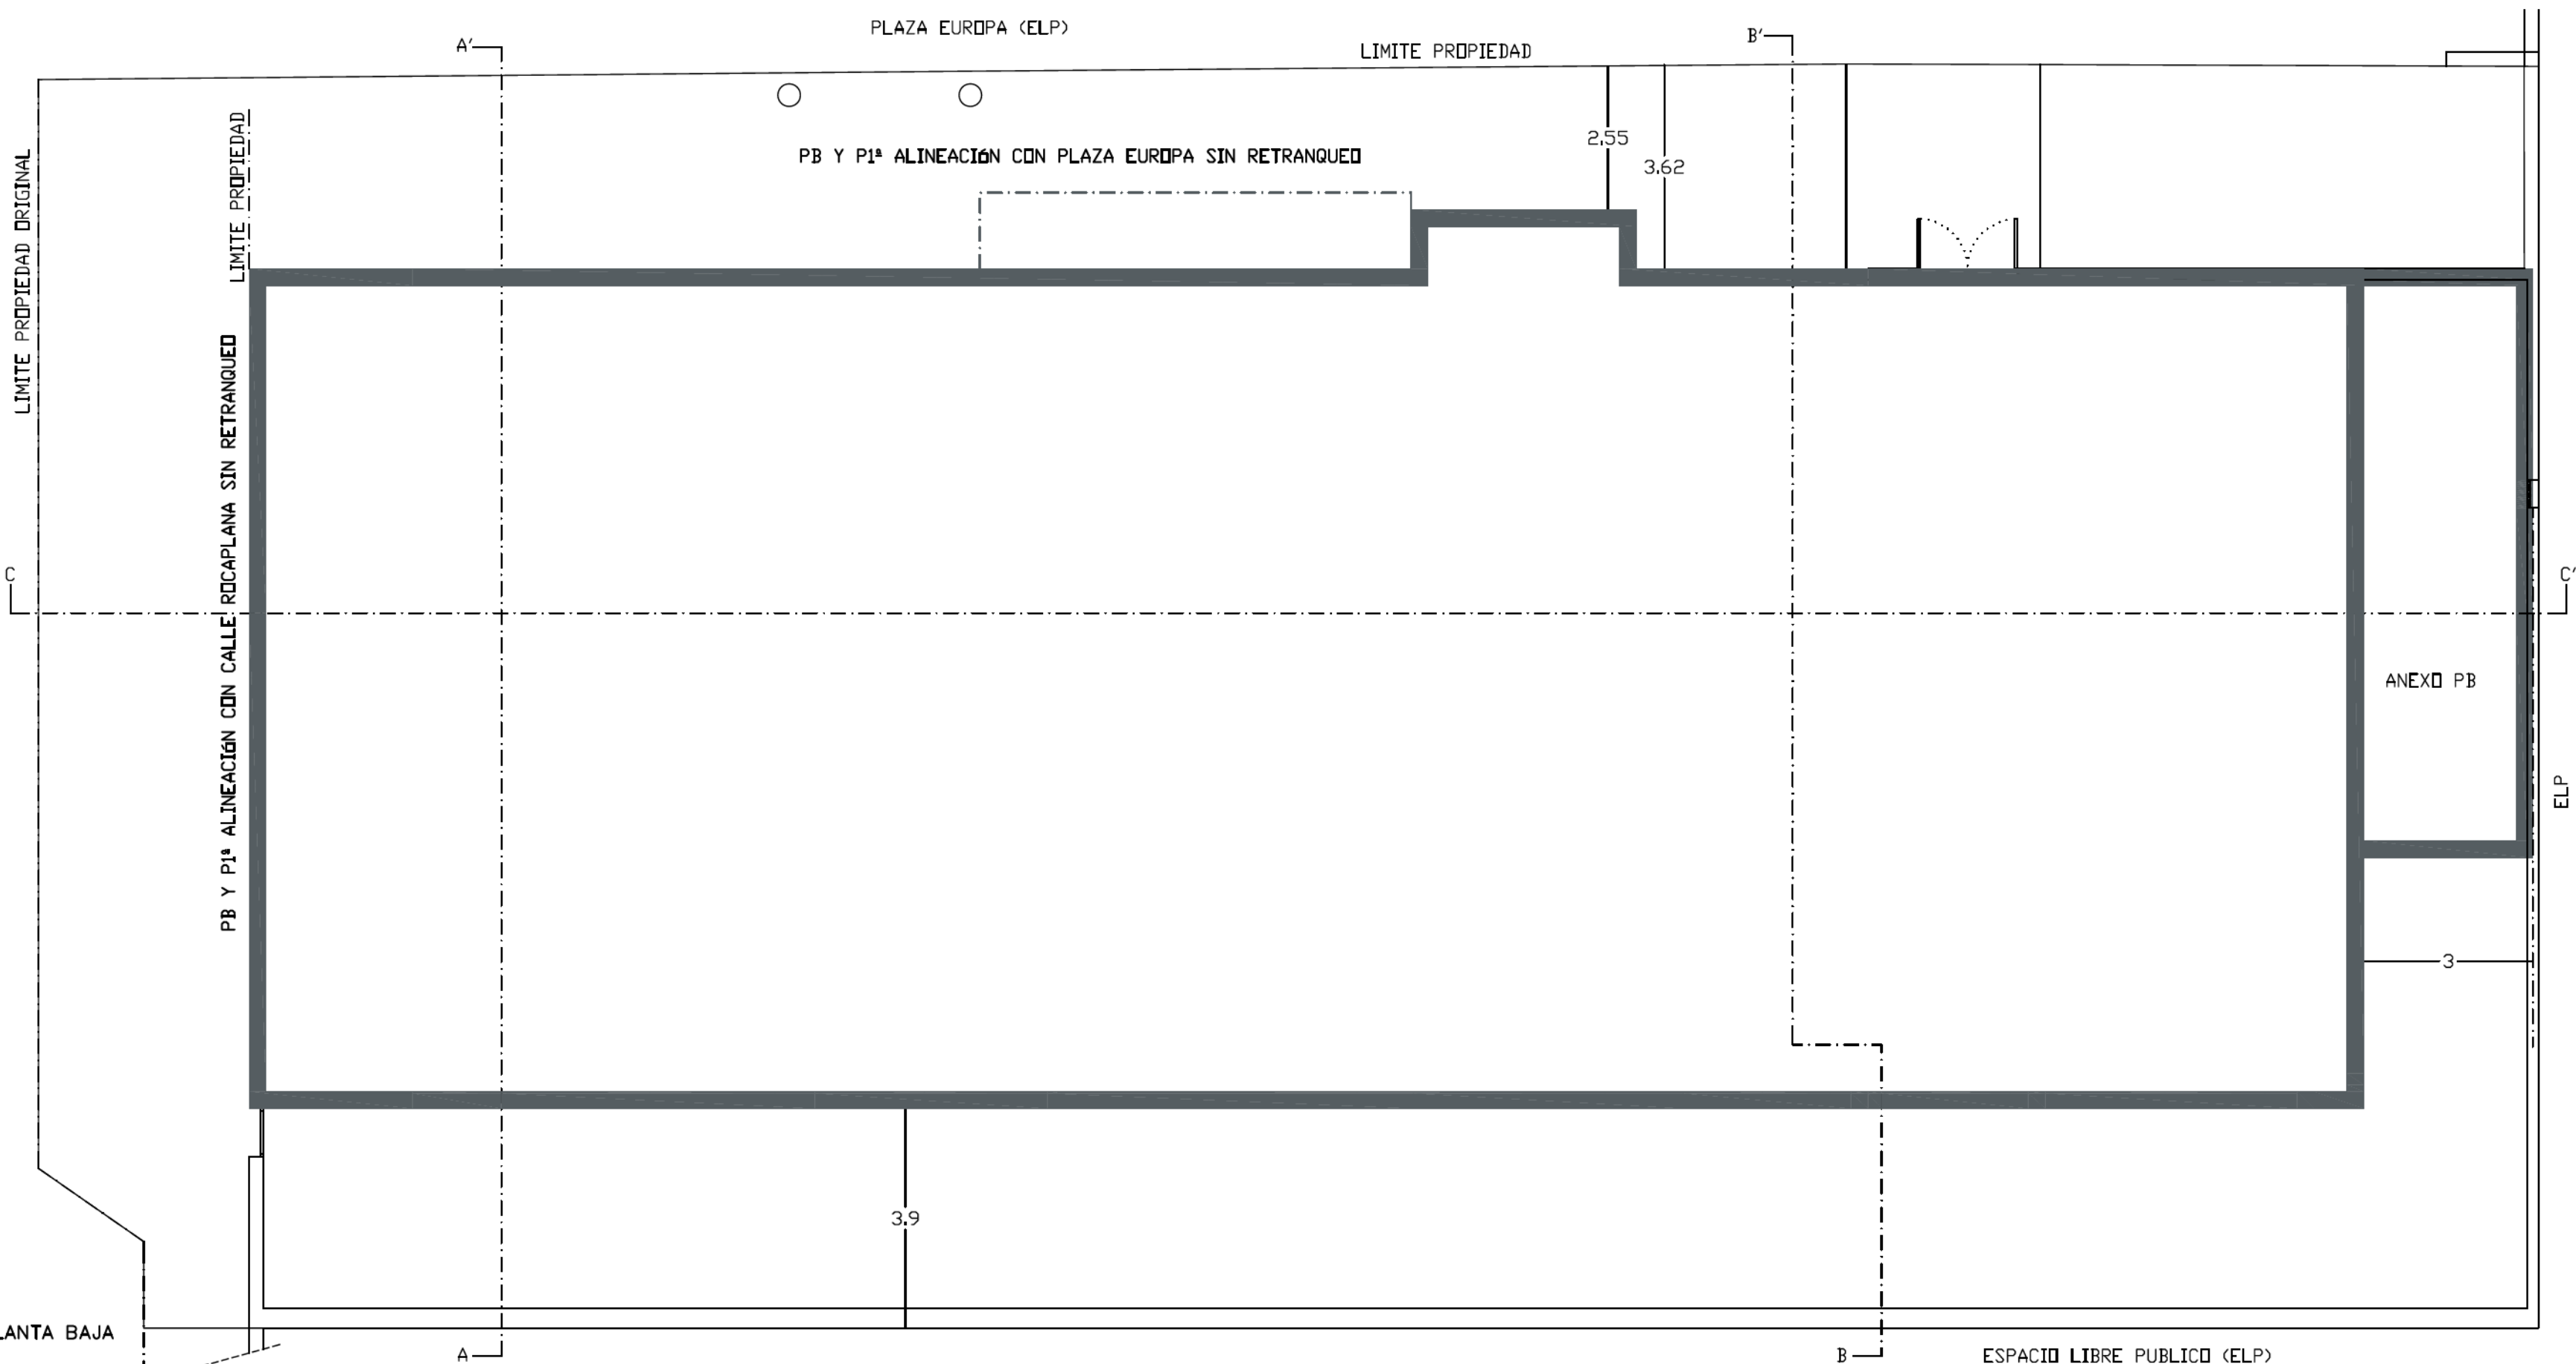 PLAZA EUROPA (ELP)
A'
B'
LIMITE PROPIEDAD
LIMITE PROPIEDAD ORIGINAL
LIMITE PROPIEDAD
2.55
PB Y P1ª ALINEACIóN CON PLAZA EUROPA SIN RETRANQUEO
3.62
PB Y P1ª ALINEACIóN CON CALLE ROCAPLANA SIN RETRANQUEO
C
C'
ANEXO PB
ELP
3
3.9
LANTA BAJA
A
B
ESPACIO LIBRE PUBLICO (ELP)